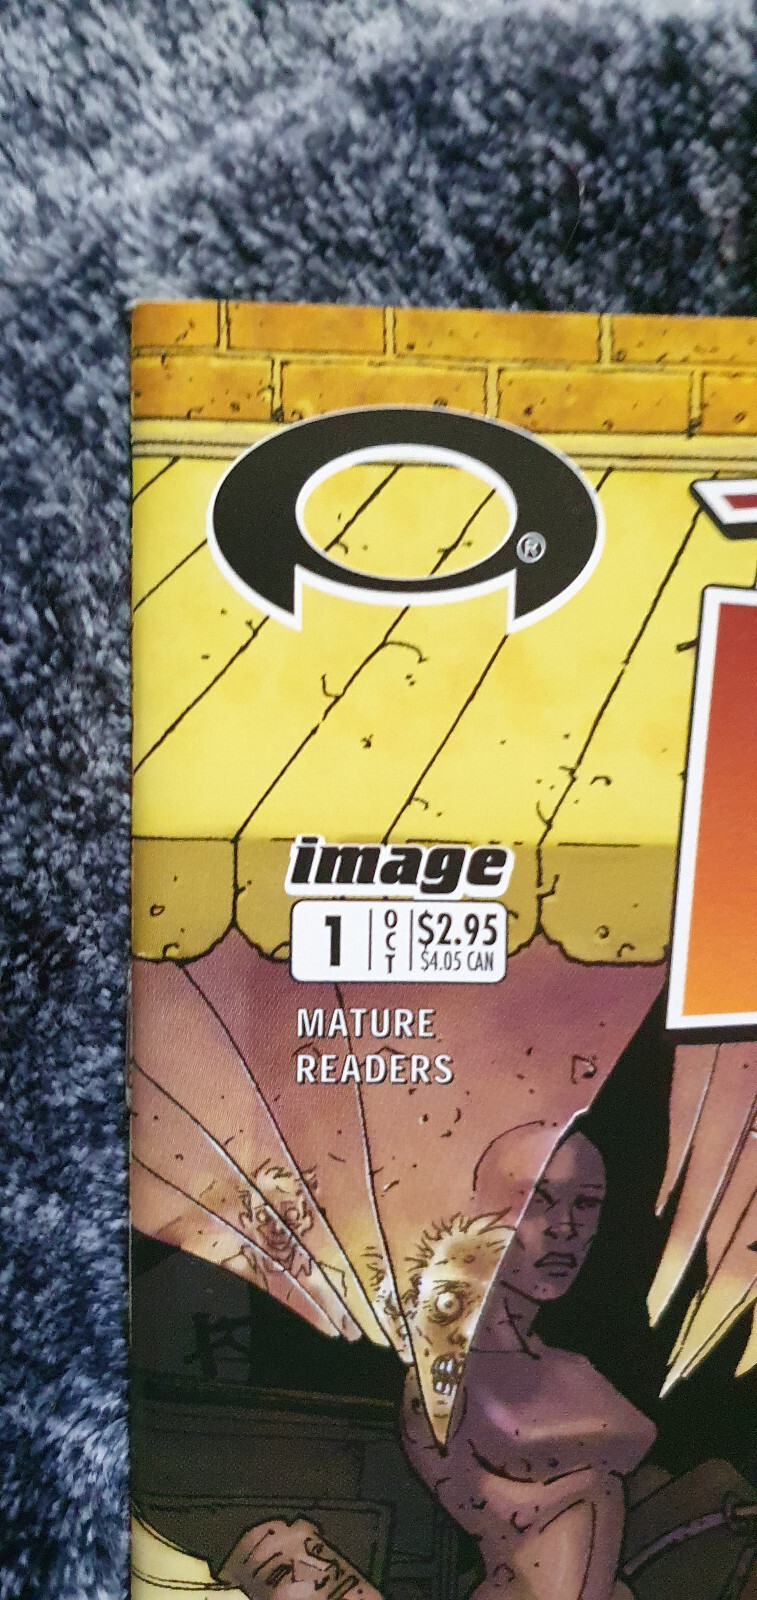 ®
image
1 OCT $2.95
$4.05 CAN
MATURE
READERS